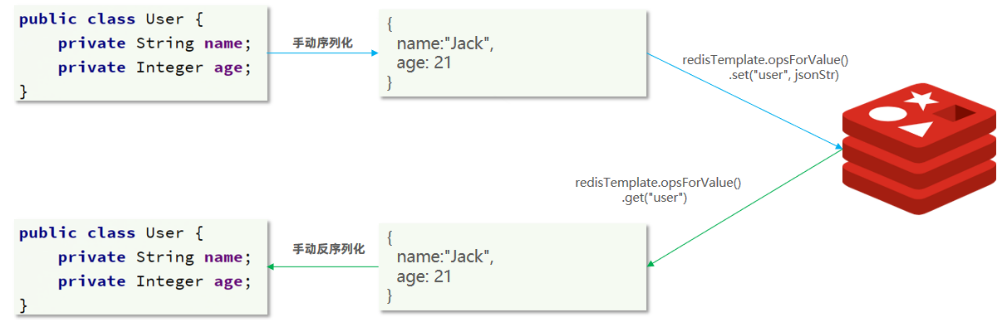 public class User {
    private String name;
    private Integer age;
}
手动序列化
{
  name:"Jack",
  age: 21
}
redisTemplate.opsForValue()
.set("user", jsonStr)
redisTemplate.opsForValue()
.get("user")
public class User {
    private String name;
    private Integer age;
}
手动反序列化
{
  name:"Jack",
  age: 21
}